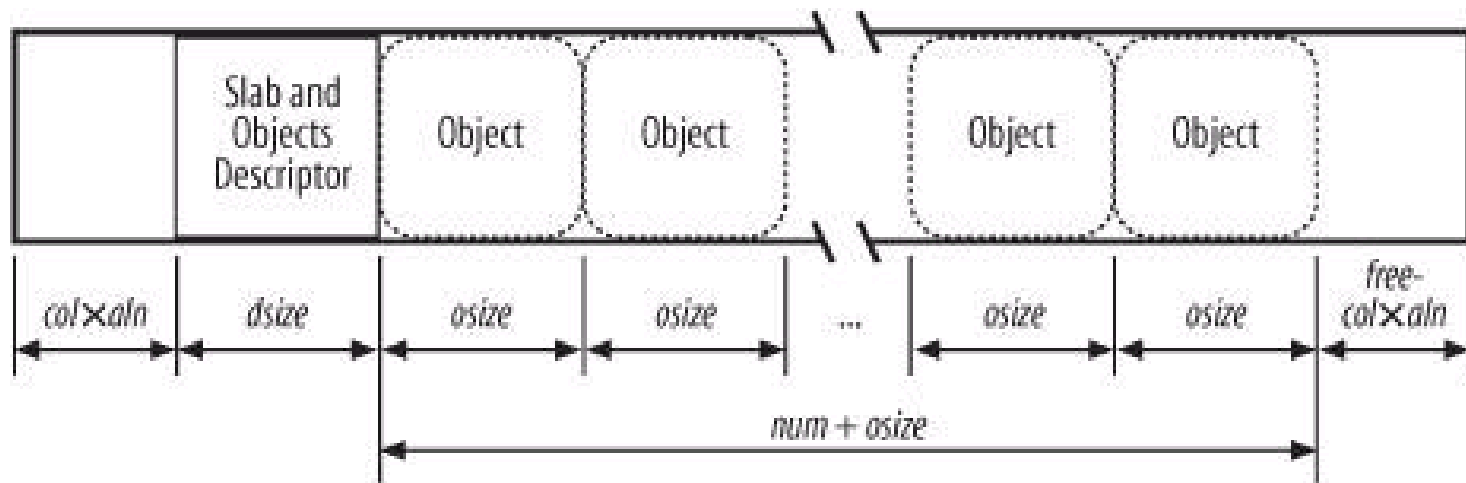 Slab and
Objects
Descriptor
Object
Object
Object
Object
col×aln
dsize
osize
osize
...
osize
osize
free-
col×aln
num + osize